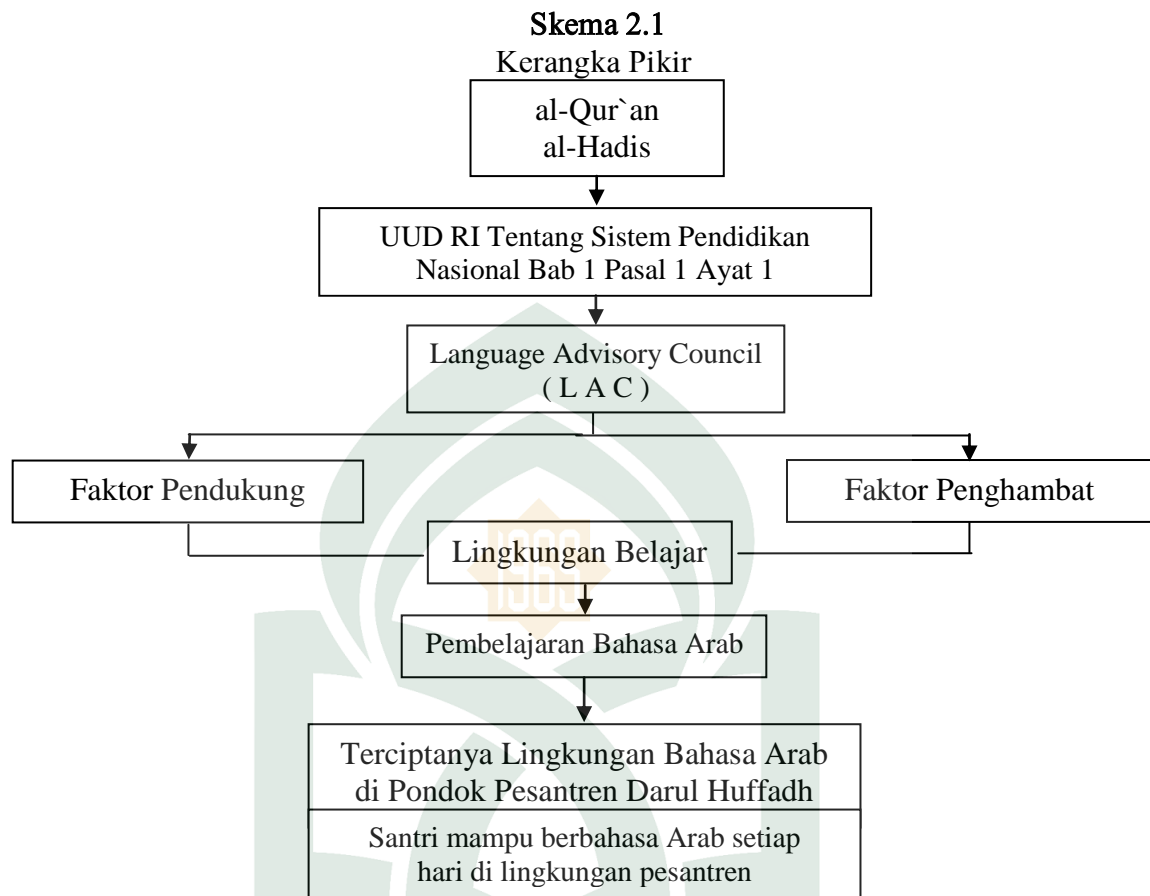 Skema 2.1
Kerangka Pikir
al-Qur`an
al-Hadis
UUD RI Tentang Sistem Pendidikan
Nasional Bab 1 Pasal 1 Ayat 1
Language Advisory Council
( L A C )
Faktor Pendukung
Faktor Penghambat
Lingkungan Belajar
1965
Pembelajaran Bahasa Arab
Terciptanya Lingkungan Bahasa Arab
di Pondok Pesantren Darul Huffadh
Santri mampu berbahasa Arab setiap
hari di lingkungan pesantren